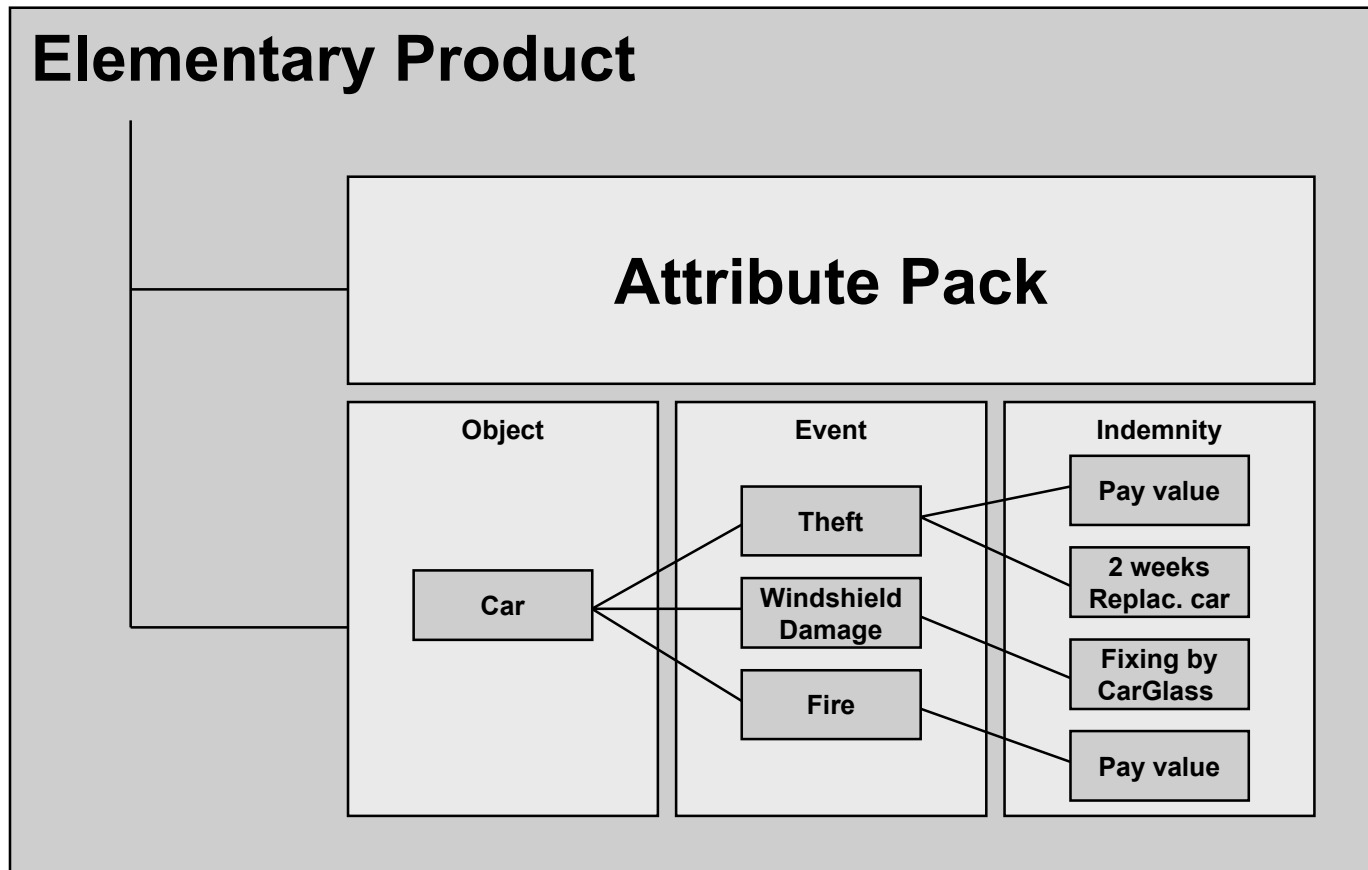 Elementary Product
Attribute Pack
Object
Event
Indemnity
Car
Theft
Windshield
Damage
Fire
Pay value
2 weeks
Replac. car
Fixing by
CarGlass
Pay value